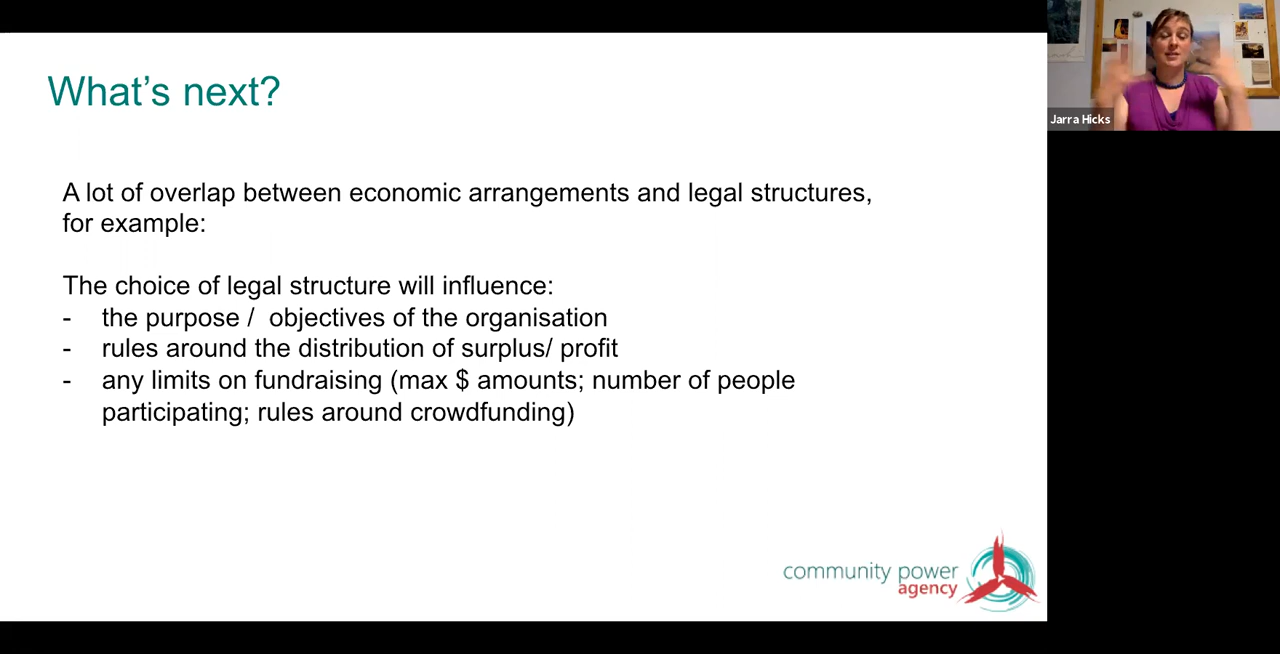 What's next?
A lot of overlap between economic arrangements and legal structures,
for example:
The choice of legal structure will influence:
- the purpose / objectives of the organisation
- rules around the distribution of surplus/ profit
- any limits on fundraising (max $ amounts; number of people
participating; rules around crowdfunding)
community power
agency
Jarra Hicks